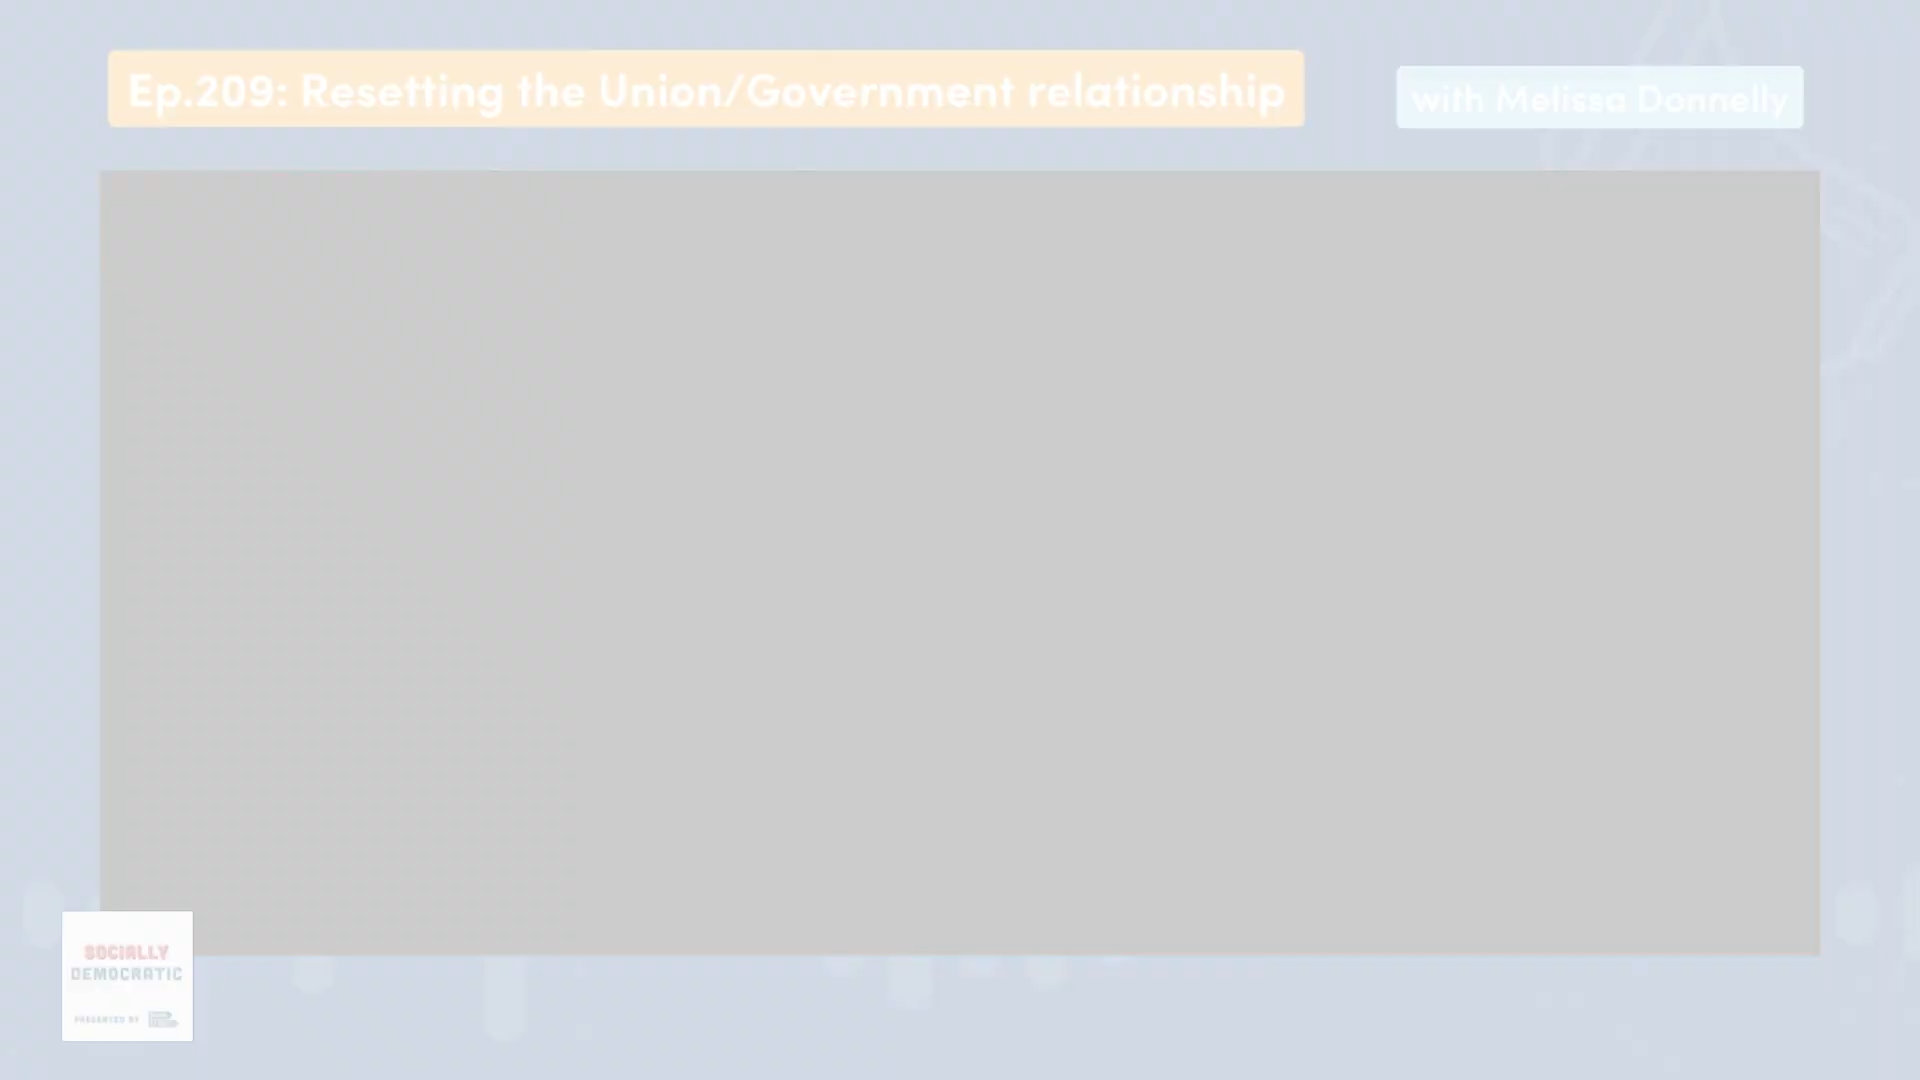 Ep.209: Resetting the Union/Government relationship
with Melissa Donnelly
SOCIALLY
DEMOCRATIC
PRESENTED BY